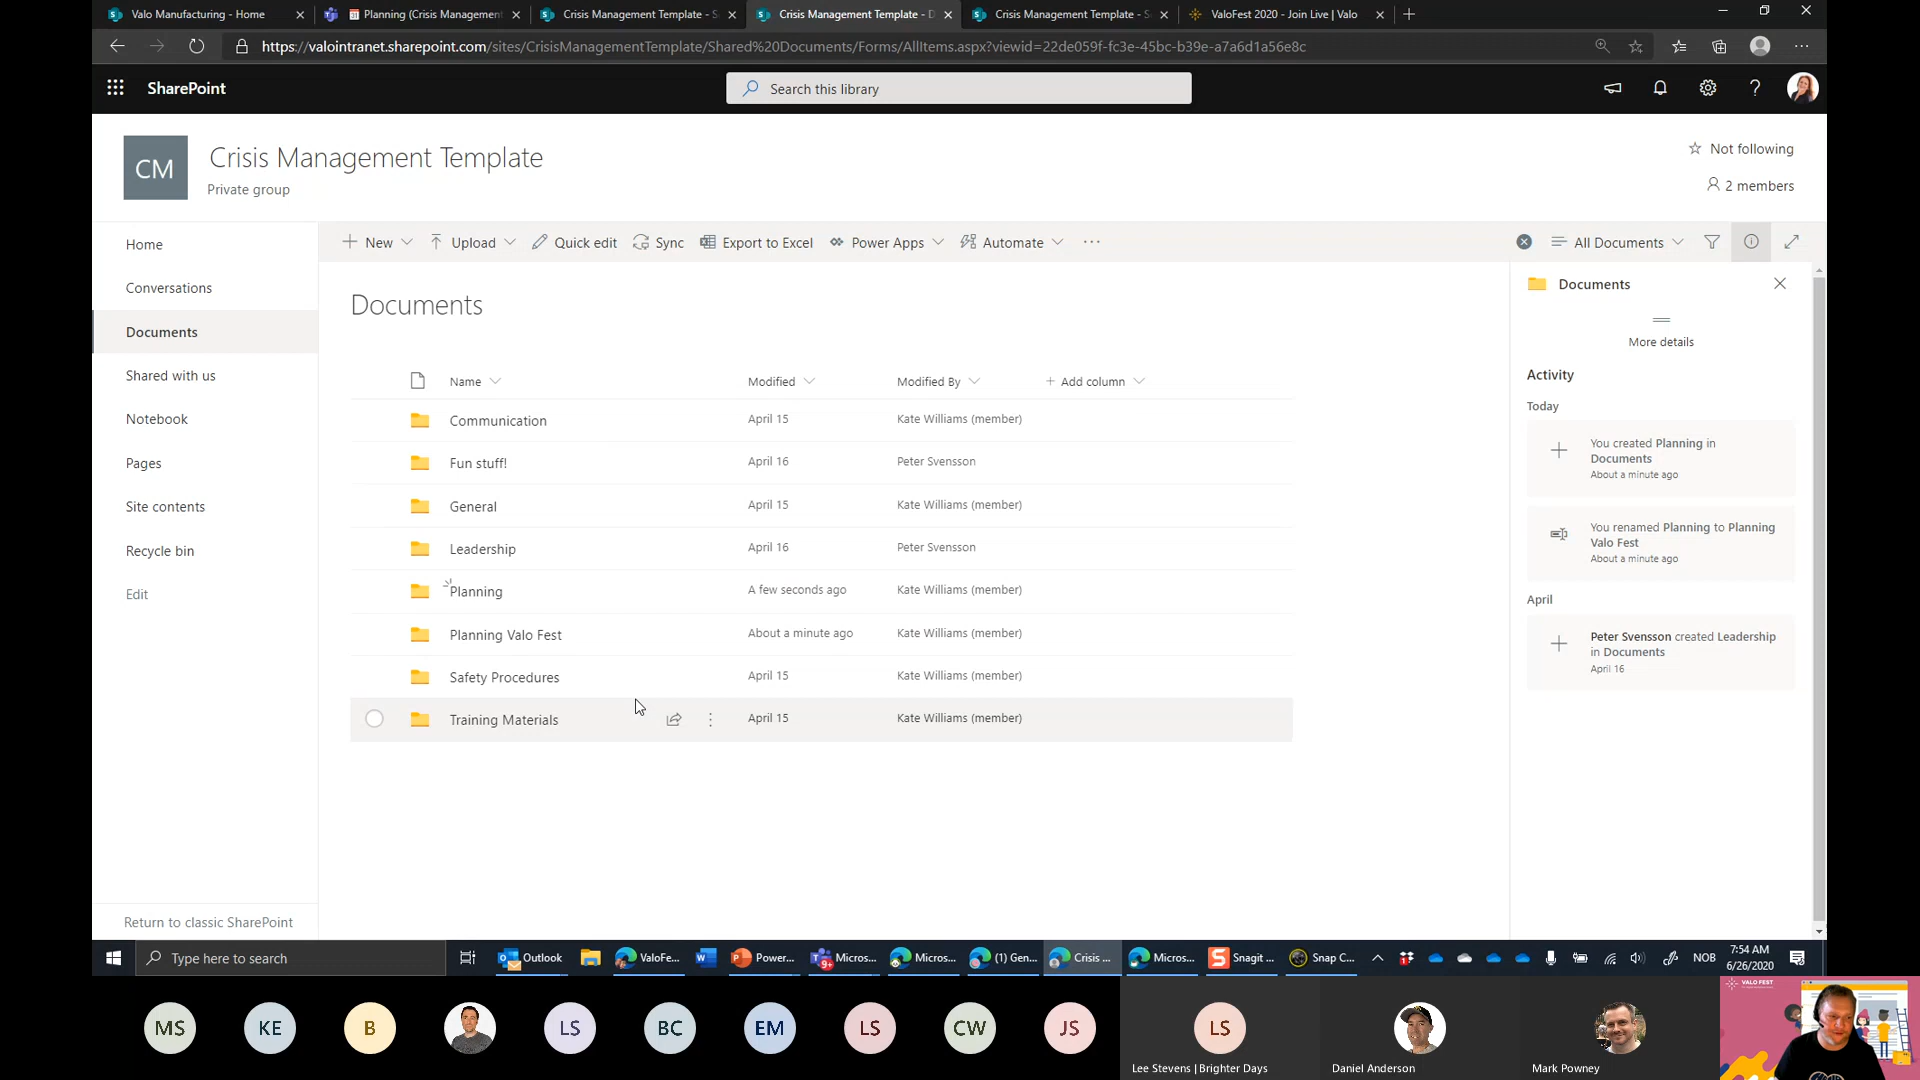 Valo Manufacturing - Home
Planning (Crisis Management
Crisis Management Template - S
Crisis Management Template - D
Crisis Management Template - S
ValoFest 2020 - Join Live | Valo
https://valointranet.sharepoint.com/sites/CrisisManagementTemplate/Shared%20Documents/Forms/AllItems.aspx?viewid=22de059f-fc3e-45bc-b39e-a7a6d1a56e8c
SharePoint
Search this library
CM
Crisis Management Template
Private group
Not following
2 members
Home
Conversations
Documents
Shared with us
Notebook
Pages
Site contents
Recycle bin
Edit
Return to classic SharePoint
New
Upload
Quick edit
Sync
Export to Excel
Power Apps
Automate
All Documents
Documents
Name
Modified
Modified By
Add column
Communication April 15 Kate Williams (member)
Fun stuff! April 16 Peter Svensson
General April 15 Kate Williams (member)
Leadership April 16 Peter Svensson
Planning A few seconds ago Kate Williams (member)
Planning Valo Fest About a minute ago Kate Williams (member)
Safety Procedures April 15 Kate Williams (member)
Training Materials April 15 Kate Williams (member)
Documents
More details
Activity
Today
You created Planning in
Documents
About a minute ago
You renamed Planning to Planning
Valo Fest
About a minute ago
April
Peter Svensson created Leadership
in Documents
April 16
Type here to search
Outlook
ValoFe...
Power...
Micros...
Micros...
(1) Gen...
Crisis ...
Micros...
Snagit ...
Snap C...
NOB
7:54 AM
6/26/2020
MS
KE
B
LS
BC
EM
LS
CW
JS
LS
Lee Stevens | Brighter Days
Daniel Anderson
Mark Powney
VALO FEST